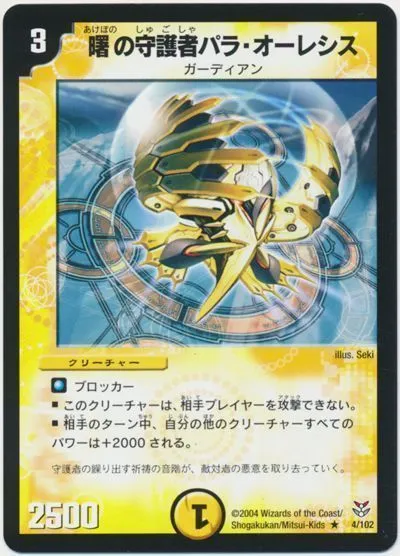 3
あけぼの しゅごしゃ
曙の守護者パラ・オーレシス
ガーディアン
illus. Seki
クリーチャー
ブロッカー
■このクリーチャーは、相手プレイヤーを攻撃できない。
■相手のターン中、自分の他のクリーチャーすべての
パワーは+2000される。
守護者の繰り出す祈祷の音階が、敵対者の悪意を取り去っていく。
2500
1
©2004 Wizards of the Coast/
Shogakukan/Mitsui-Kids ★ 4/102